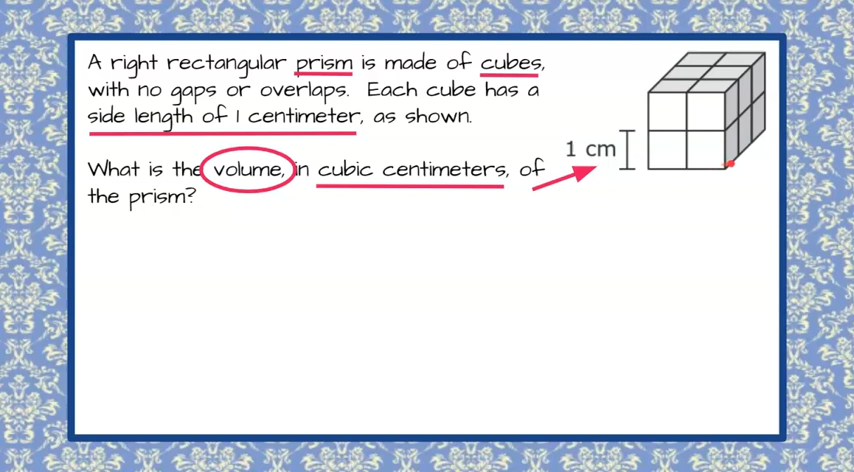 A right rectangular prism is made of cubes,
with no gaps or overlaps. Each cube has a
side length of 1 centimeter, as shown.
What is the volume, in cubic centimeters, of
the prism?
1 cm